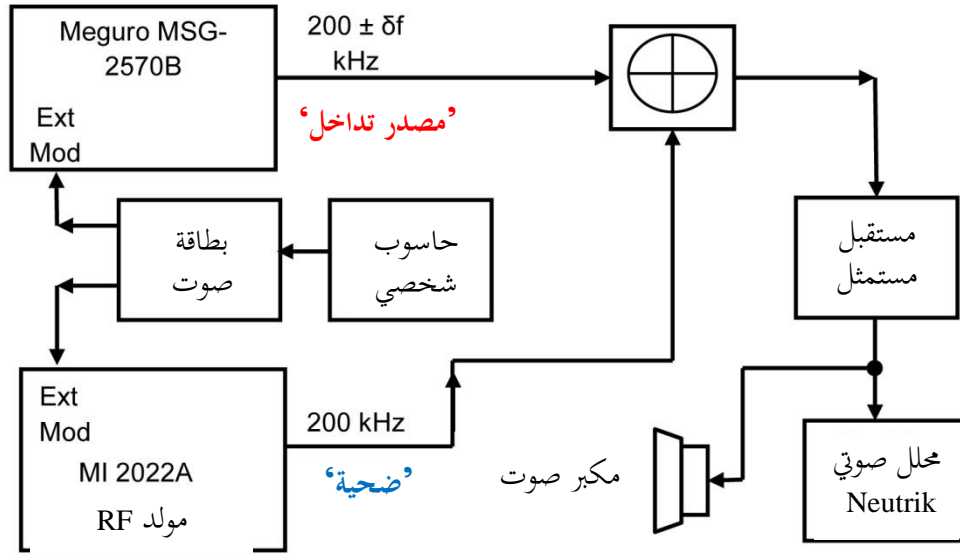 Meguro MSG-
2570B
Ext
Mod
200 ± δf
kHz
’مصدر تداخل‘
بطاقة
صوت
حاسوب
شخصي
مستقبل
مستمثل
Ext
Mod
MI 2022A
مولد RF
200 kHz
’ضحية‘
مكبر صوت
محلل صوتي
Neutrik